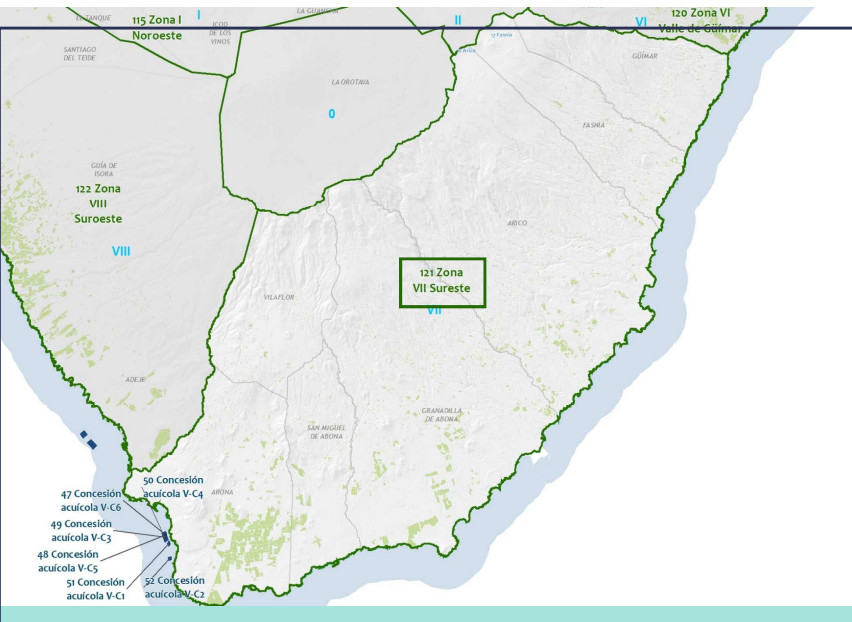 EL TANQUE
115 Zona I
Noroeste
I
ICOD
DE LOS
VINOS
LA GUANCHA
II
VI
120 Zona VI
Valle de Güímar
SANTIAGO
DEL TEIDE
LA OROTAVA
0
GÜÍMAR
FASNIA
GUÍA DE
ISORA
122 Zona
VIII
Suroeste
VIII
ARICO
121 Zona
VII Sureste
VII
VILAFLOR
ADEJE
GRANADILLA
DE ABONA
SAN MIGUEL
DE ABONA
ARONA
50 Concesión
acuícola V-C4
47 Concesión
acuícola V-C6
49 Concesión
acuícola V-C3
48 Concesión
acuícola V-C5
51 Concesión
acuícola V-C1
52 Concesión
acuícola V-C2